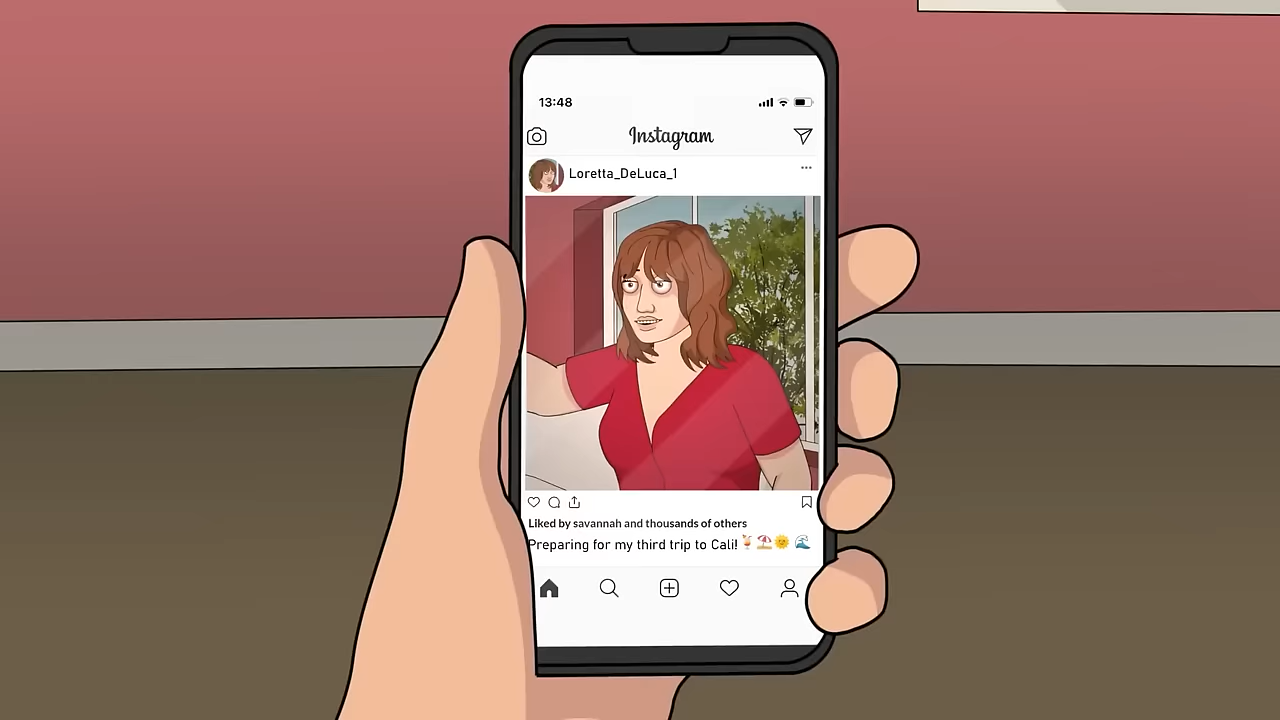 13:48
Instagram
Loretta_DeLuca_1
Liked by savannah and thousands of others
Preparing for my third trip to Cali!🍹⛱️🌞🌊